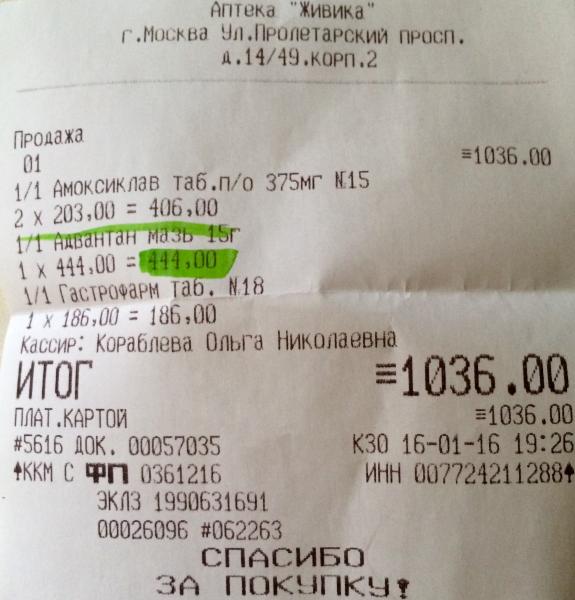 Аптека "Живика"
г.Москва Ул.Пролетарский просп.
д.14/49.корп.2
Продажа
01 ≡1036.00
1/1 Амоксиклав таб.п/о 375мг №15
2 x 203,00 = 406,00
1/1 Адвантан мазь 15г
1 x 444,00 = 444,00
1/1 Гастрофарм таб. №18
1 x 186,00 = 186,00
Кассир: Кораблева Ольга Николаевна
ИТОГ ≡1036.00
ПЛАТ.КАРТОЙ ≡1036.00
#5616 ДОК. 00057035 К30 16-01-16 19:26
↑ККМ С ФП 0361216 ИНН 007724211288↑
ЭКЛЗ 1990631691
00026096 #062263
СПАСИБО
ЗА ПОКУПКУ!